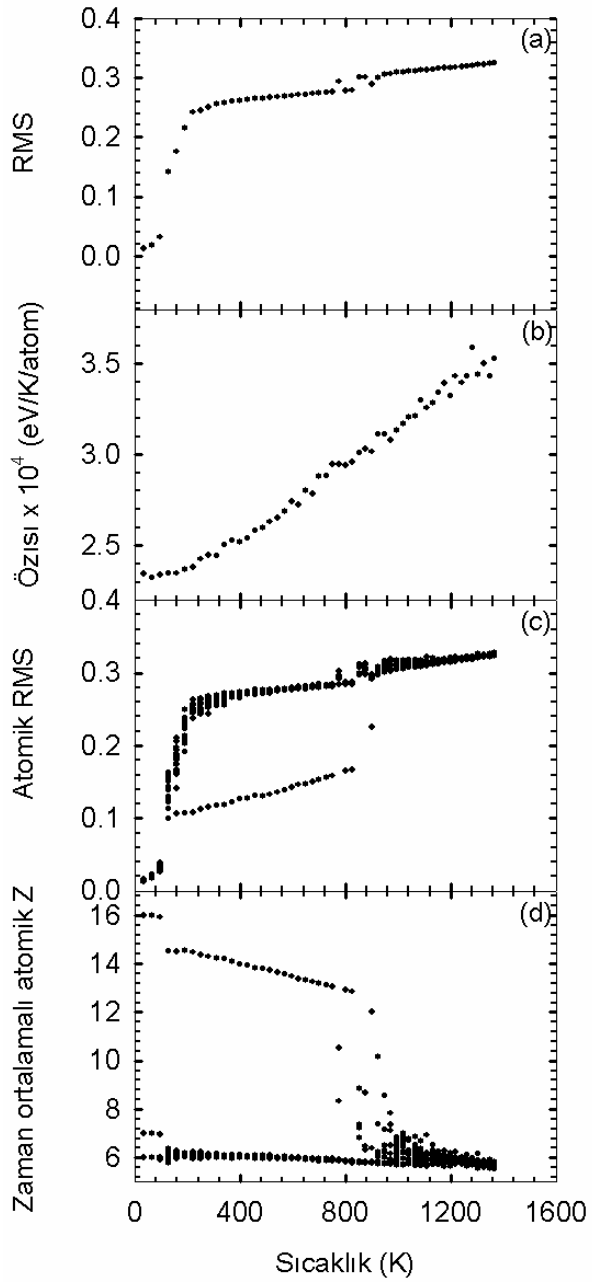 0.4
(a)
0.3
RMS
0.2
0.1
0.0
(b)
3.5
Özısı x 10⁴ (eV/K/atom)
3.0
2.5
0.4
(c)
0.3
Atomik RMS
0.2
0.1
0.0
(d)
16
Zaman ortalamalı atomik Z
14
12
10
8
6
0 400 800 1200 1600
Sıcaklık (K)